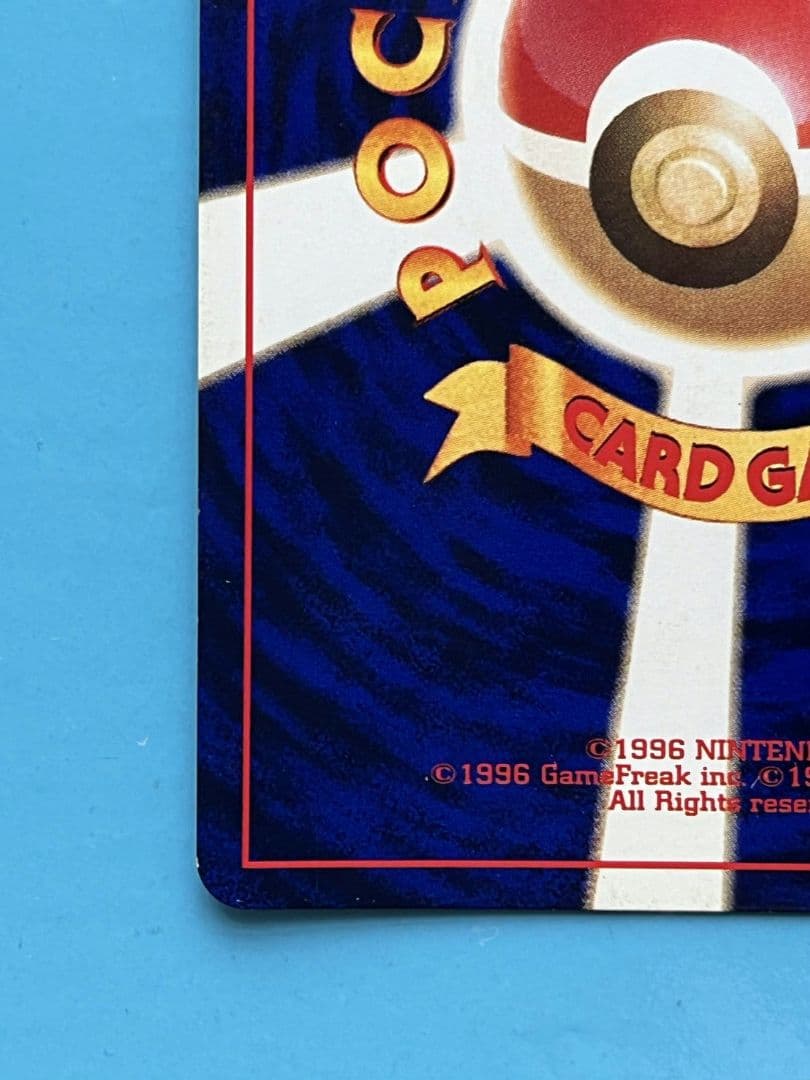 POC
CARD GA
©1996 NINTEN
©1996 GameFreak inc. ©19
All Rights rese